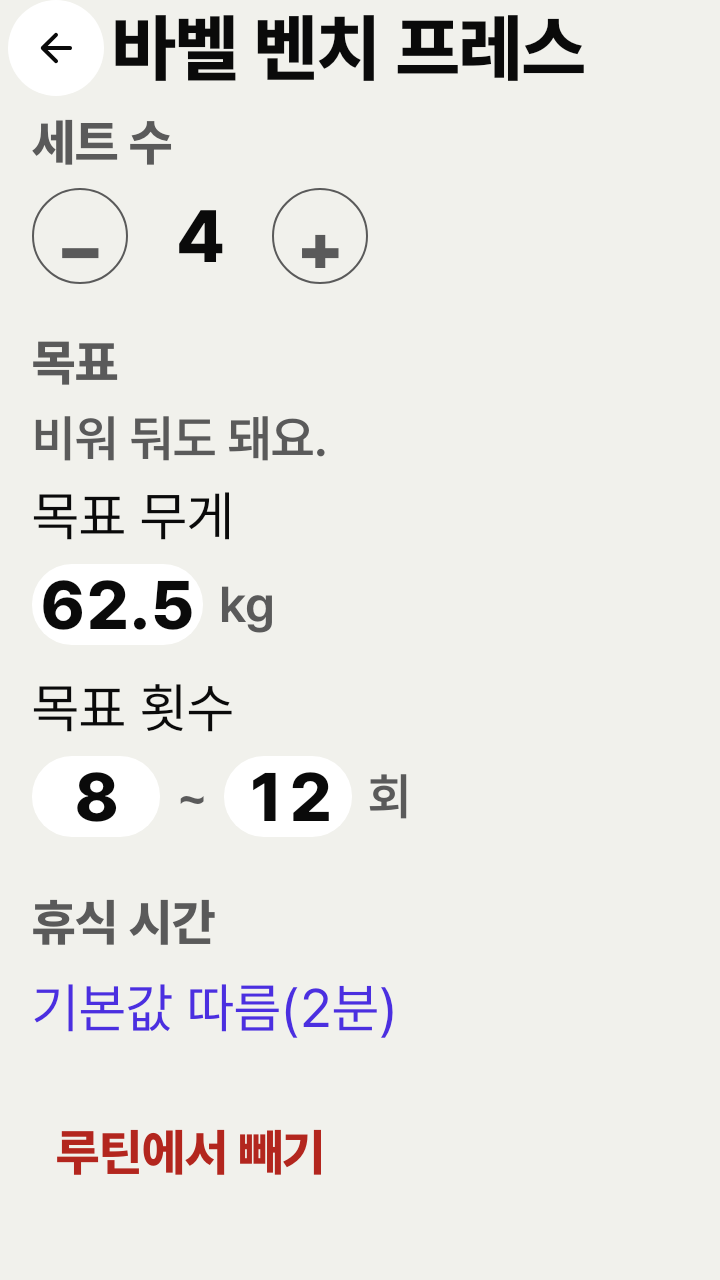 바벨 벤치 프레스
세트 수
− 4 +
목표
비워 둬도 돼요.
목표 무게
62.5 kg
목표 횟수
8 ~ 12 회
휴식 시간
기본값 따름(2분)
루틴에서 빼기